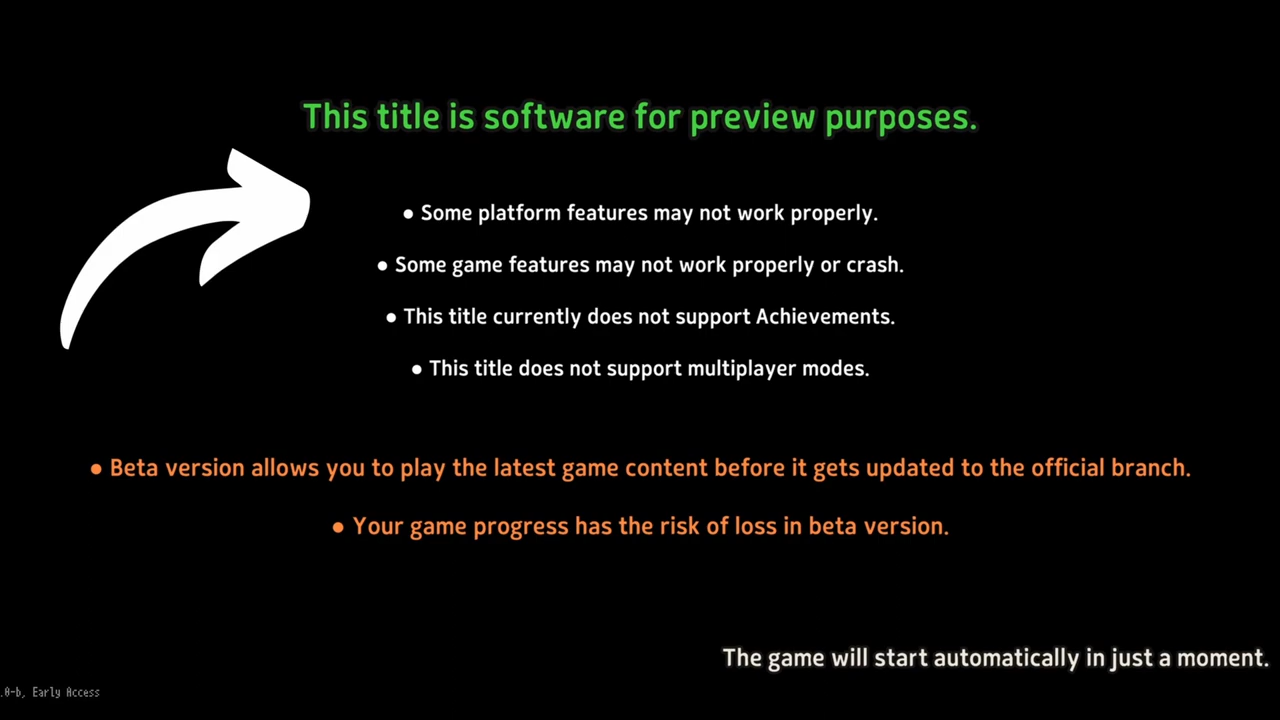 This title is software for preview purposes.
● Some platform features may not work properly.
● Some game features may not work properly or crash.
● This title currently does not support Achievements.
● This title does not support multiplayer modes.
● Beta version allows you to play the latest game content before it gets updated to the official branch.
● Your game progress has the risk of loss in beta version.
The game will start automatically in just a moment.
.0-b, Early Access